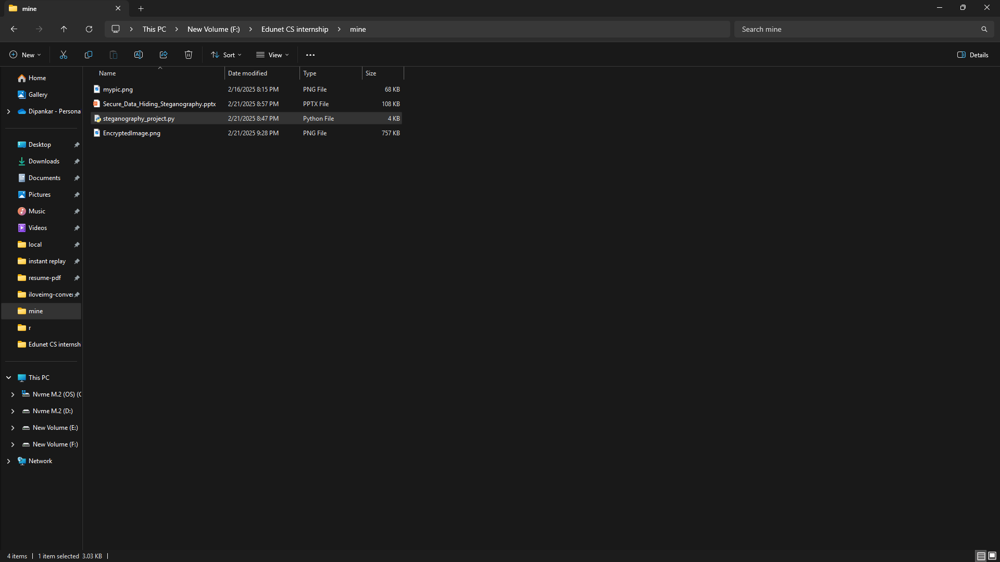 mine
This PC
New Volume (F:)
Edunet CS internship
mine
Search mine
New
Sort
View
Details
Name
Date modified
Type
Size
mypic.png
2/16/2025 8:15 PM
PNG File
68 KB
Secure_Data_Hiding_Steganography.pptx
2/21/2025 8:57 PM
PPTX File
108 KB
steganography_project.py
2/21/2025 8:47 PM
Python File
4 KB
EncryptedImage.png
2/21/2025 9:28 PM
PNG File
757 KB
Home
Gallery
Dipankar - Persona
Desktop
Downloads
Documents
Pictures
Music
Videos
local
instant replay
resume-pdf
iloveimg-conver
mine
r
Edunet CS internsh
This PC
Nvme M.2 (OS) (C
Nvme M.2 (D:)
New Volume (E:)
New Volume (F:)
Network
4 items
1 item selected 3.03 KB